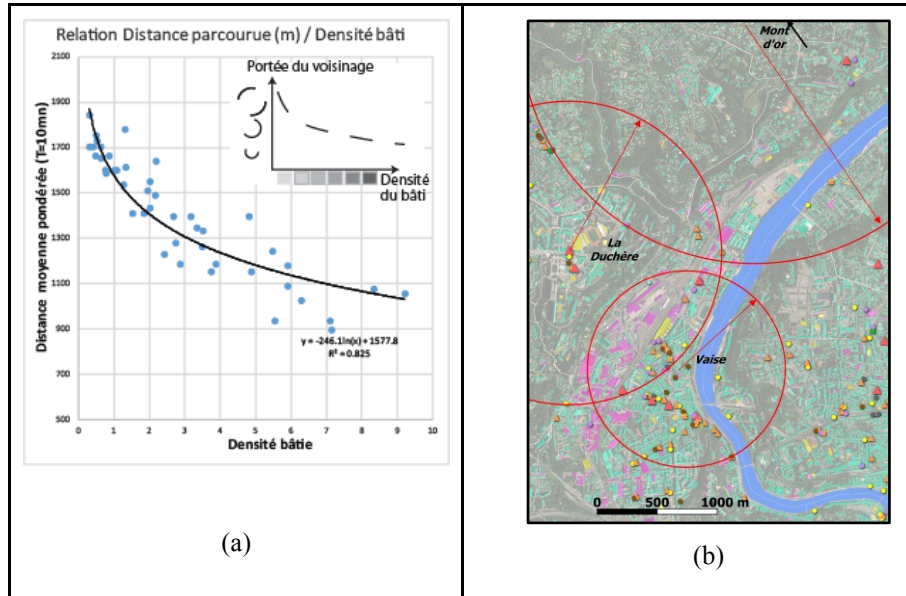 Relation Distance parcourue (m) / Densité bâti
2100
1900
1700
1500
1300
1100
900
700
500
Distance moyenne pondérée (T=10mn)
Portée du voisinage
Densité
du bâti
y = -246.1ln(x) + 1577.8
R² = 0.825
0 1 2 3 4 5 6 7 8 9 10
Densité bâtie
(a)
Mont
d'or
La
Duchère
Vaise
0 500 1000 m
(b)